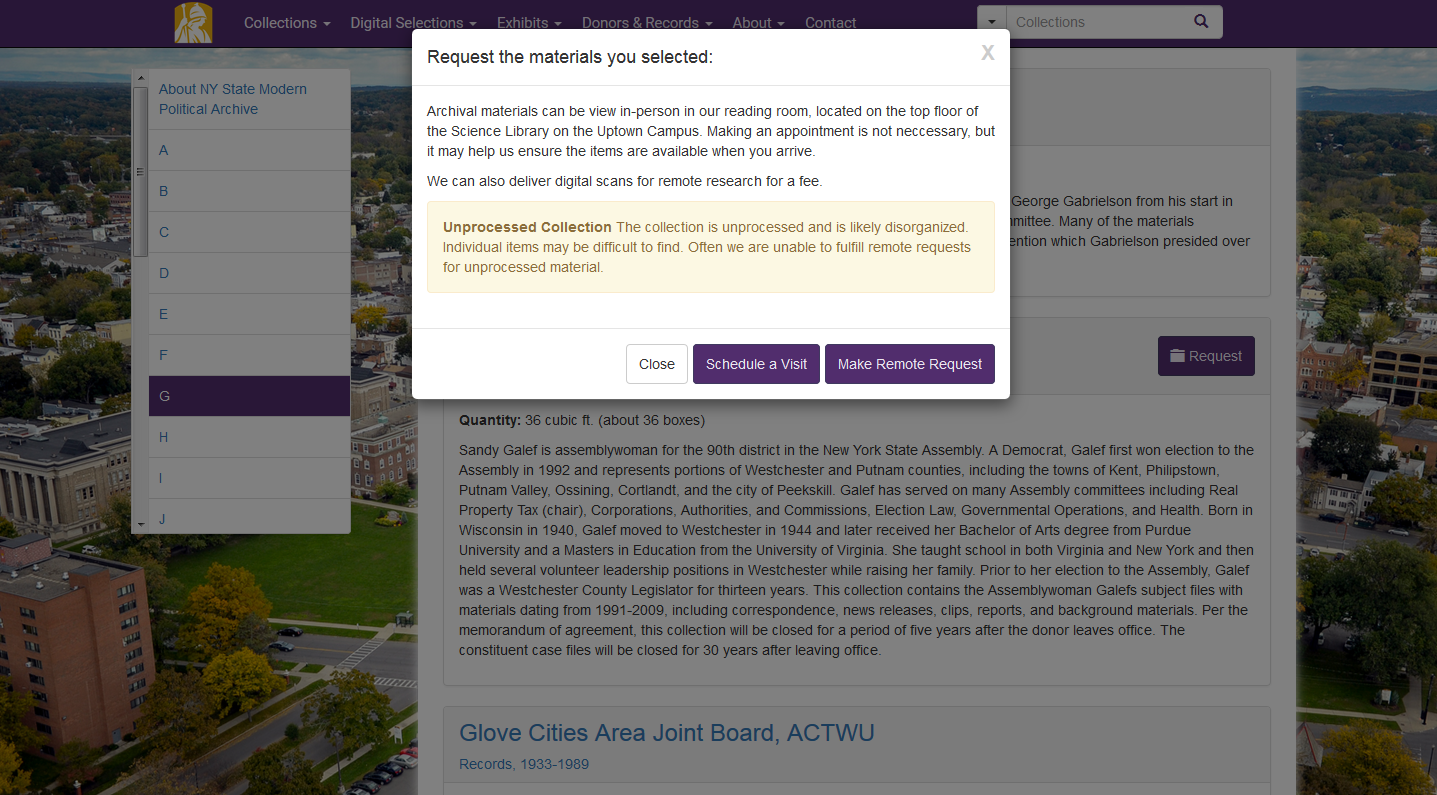 Collections
Digital Selections
Exhibits
Donors & Records
About
Contact
Collections
About NY State Modern
Political Archive
A
B
C
D
E
F
G
H
I
J
Request the materials you selected:
X
Archival materials can be view in-person in our reading room, located on the top floor of
the Science Library on the Uptown Campus. Making an appointment is not neccessary, but
it may help us ensure the items are available when you arrive.
We can also deliver digital scans for remote research for a fee.
Unprocessed Collection The collection is unprocessed and is likely disorganized.
Individual items may be difficult to find. Often we are unable to fulfill remote requests
for unprocessed material.
Close
Schedule a Visit
Make Remote Request
George Gabrielson from his start in
mmittee. Many of the materials
ention which Gabrielson presided over
Request
Quantity: 36 cubic ft. (about 36 boxes)
Sandy Galef is assemblywoman for the 90th district in the New York State Assembly. A Democrat, Galef first won election to the
Assembly in 1992 and represents portions of Westchester and Putnam counties, including the towns of Kent, Philipstown,
Putnam Valley, Ossining, Cortlandt, and the city of Peekskill. Galef has served on many Assembly committees including Real
Property Tax (chair), Corporations, Authorities, and Commissions, Election Law, Governmental Operations, and Health. Born in
Wisconsin in 1940, Galef moved to Westchester in 1944 and later received her Bachelor of Arts degree from Purdue
University and a Masters in Education from the University of Virginia. She taught school in both Virginia and New York and then
held several volunteer leadership positions in Westchester while raising her family. Prior to her election to the Assembly, Galef
was a Westchester County Legislator for thirteen years. This collection contains the Assemblywoman Galefs subject files with
materials dating from 1991-2009, including correspondence, news releases, clips, reports, and background materials. Per the
memorandum of agreement, this collection will be closed for a period of five years after the donor leaves office. The
constituent case files will be closed for 30 years after leaving office.
Glove Cities Area Joint Board, ACTWU
Records, 1933-1989